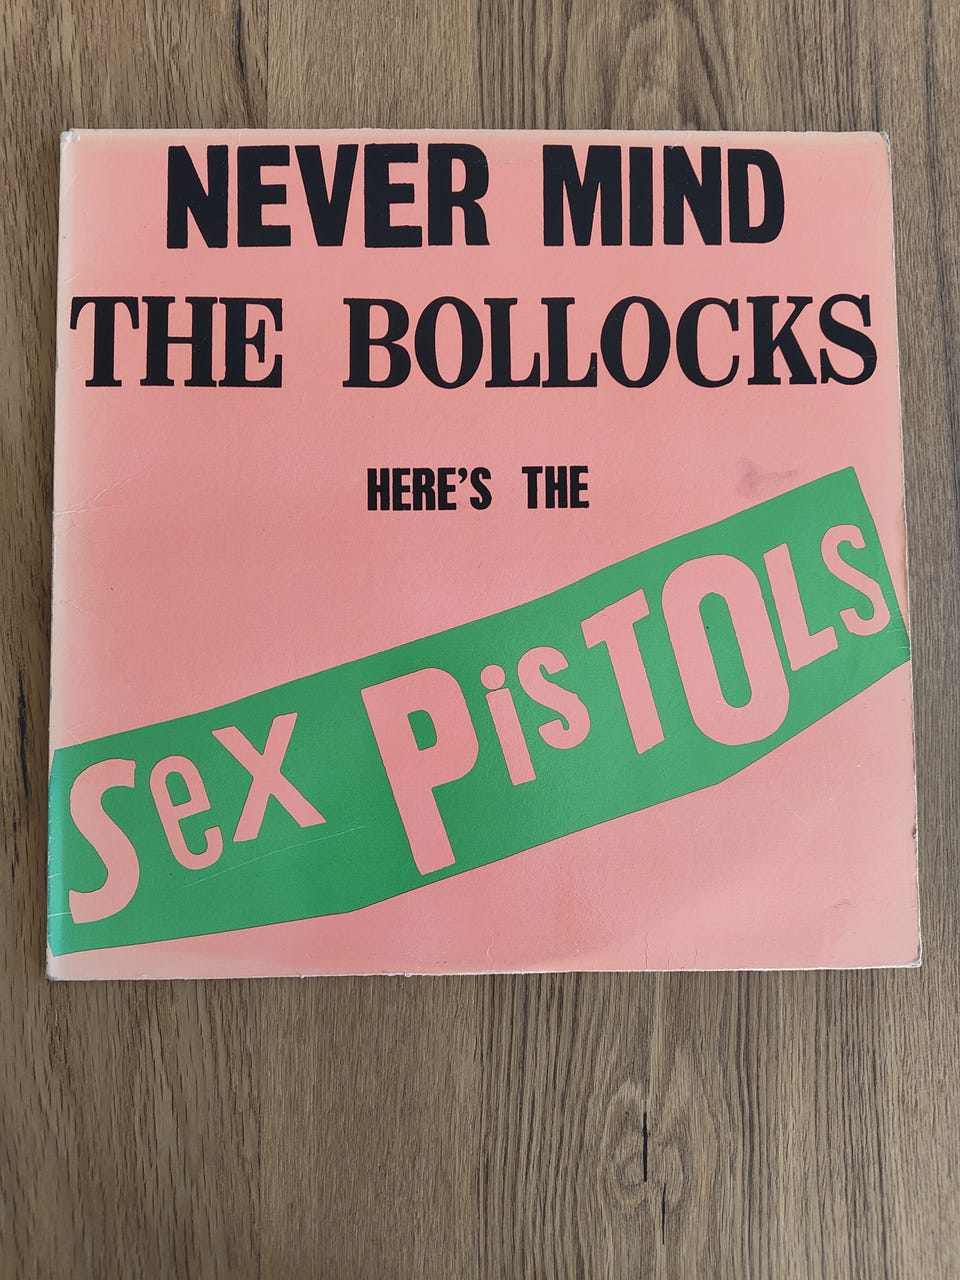 NEVER MIND
THE BOLLOCKS
HERE'S THE
Sex PisTOLS